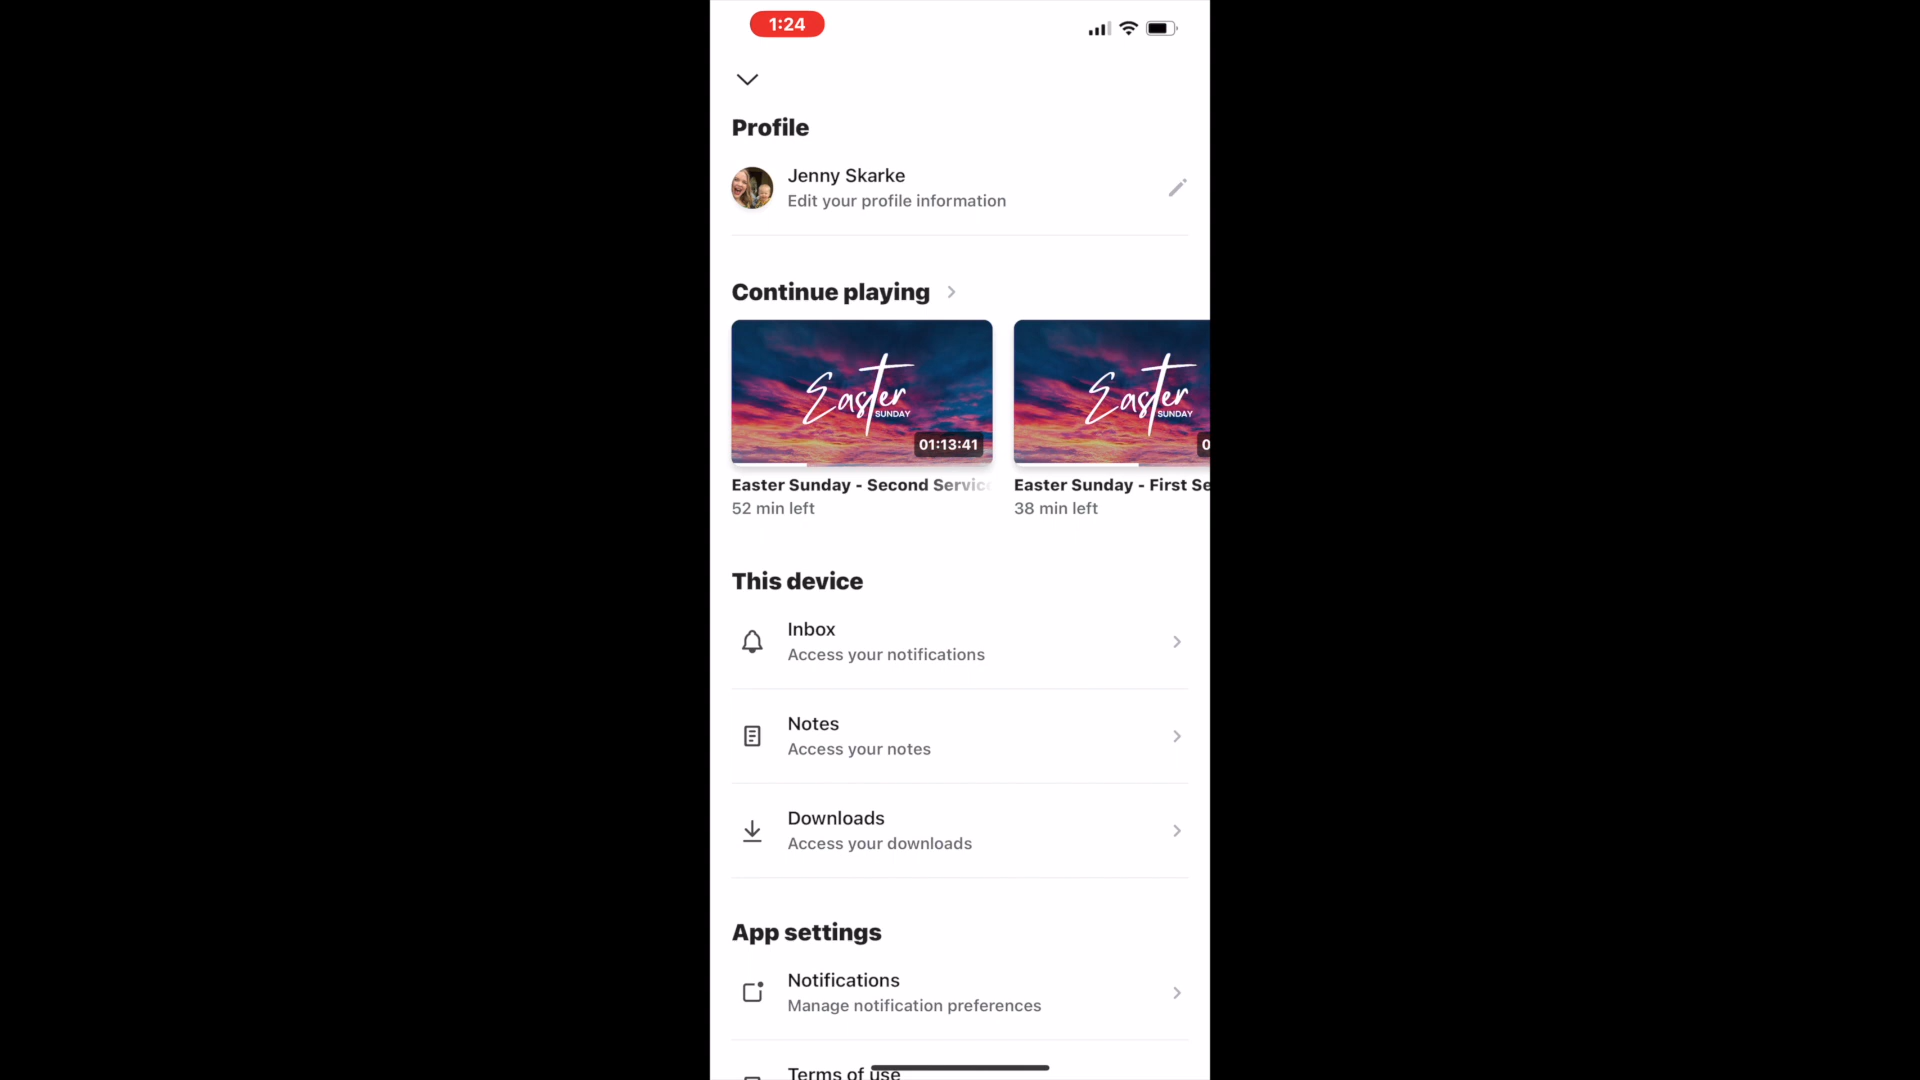 1:24
Profile
Jenny Skarke
Edit your profile information
Continue playing
Easter
SUNDAY
01:13:41
Easter
SUNDAY
0
Easter Sunday - Second Servic
Easter Sunday - First Se
52 min left
38 min left
This device
Inbox
Access your notifications
Notes
Access your notes
Downloads
Access your downloads
App settings
Notifications
Manage notification preferences
Terms of use